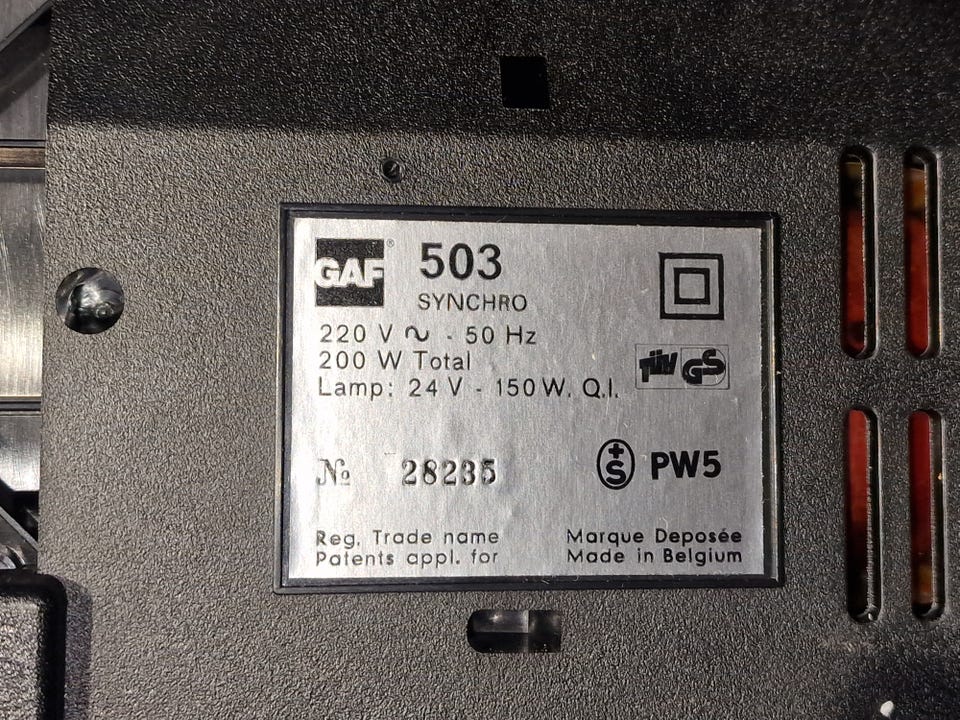 GAF® 503
SYNCHRO
220 V ~ - 50 Hz
200 W Total
Lamp: 24 V - 150 W. Q.I.
TÜV GS
№ 28235
+S PW5
Reg. Trade name
Patents appl. for
Marque Deposée
Made in Belgium